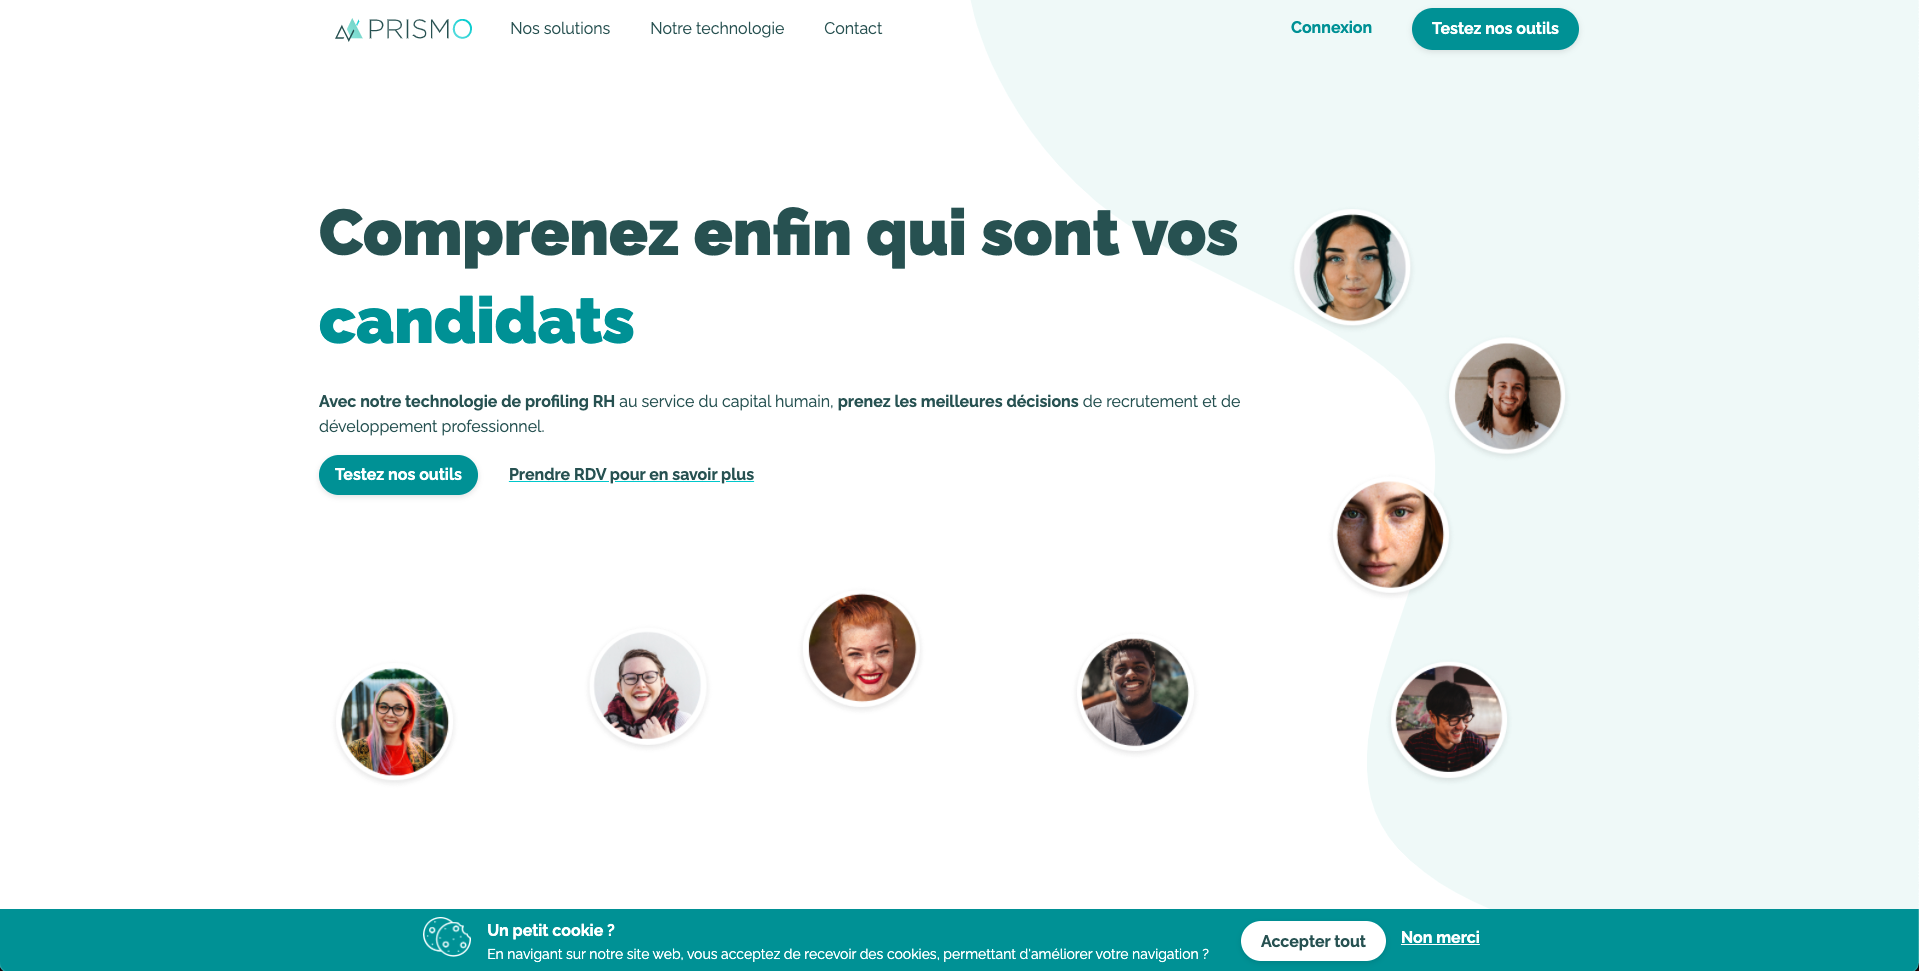 PRISMO
Nos solutions
Notre technologie
Contact
Connexion
Testez nos outils
Comprenez enfin qui sont vos
candidats
Avec notre technologie de profiling RH au service du capital humain, prenez les meilleures décisions de recrutement et de
développement professionnel.
Testez nos outils
Prendre RDV pour en savoir plus
Un petit cookie ?
En navigant sur notre site web, vous acceptez de recevoir des cookies, permettant d'améliorer votre navigation ?
Accepter tout
Non merci